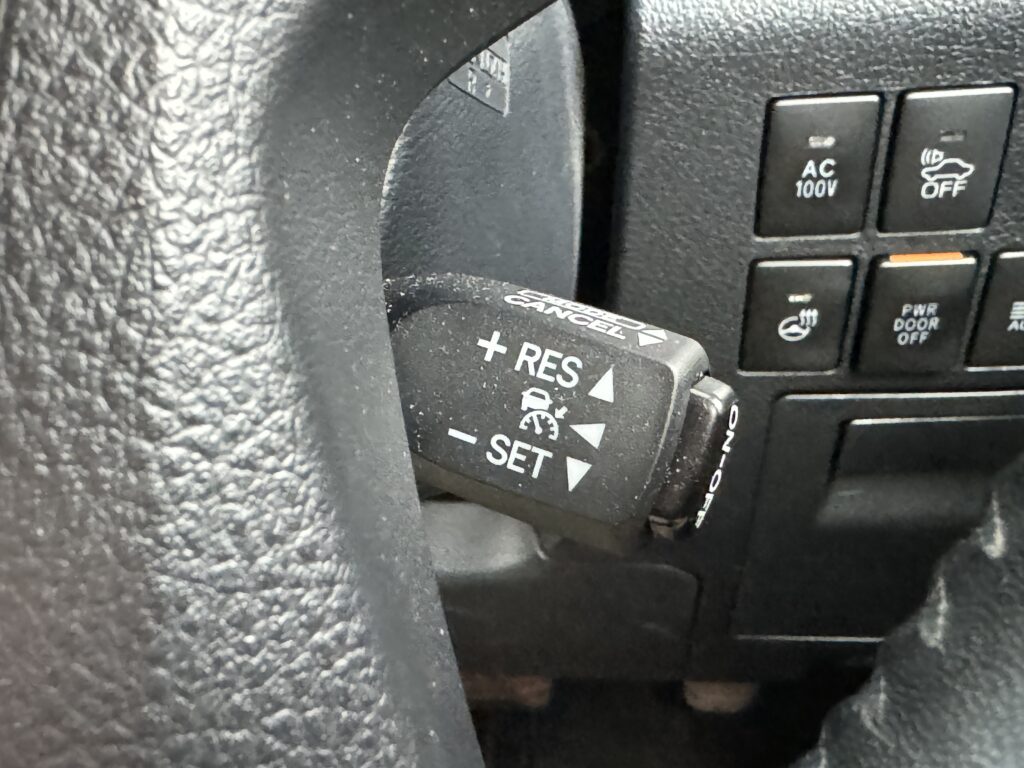 CANCEL
+ RES
- SET
ON-OFF
AC
100V
OFF
PWR
DOOR
OFF